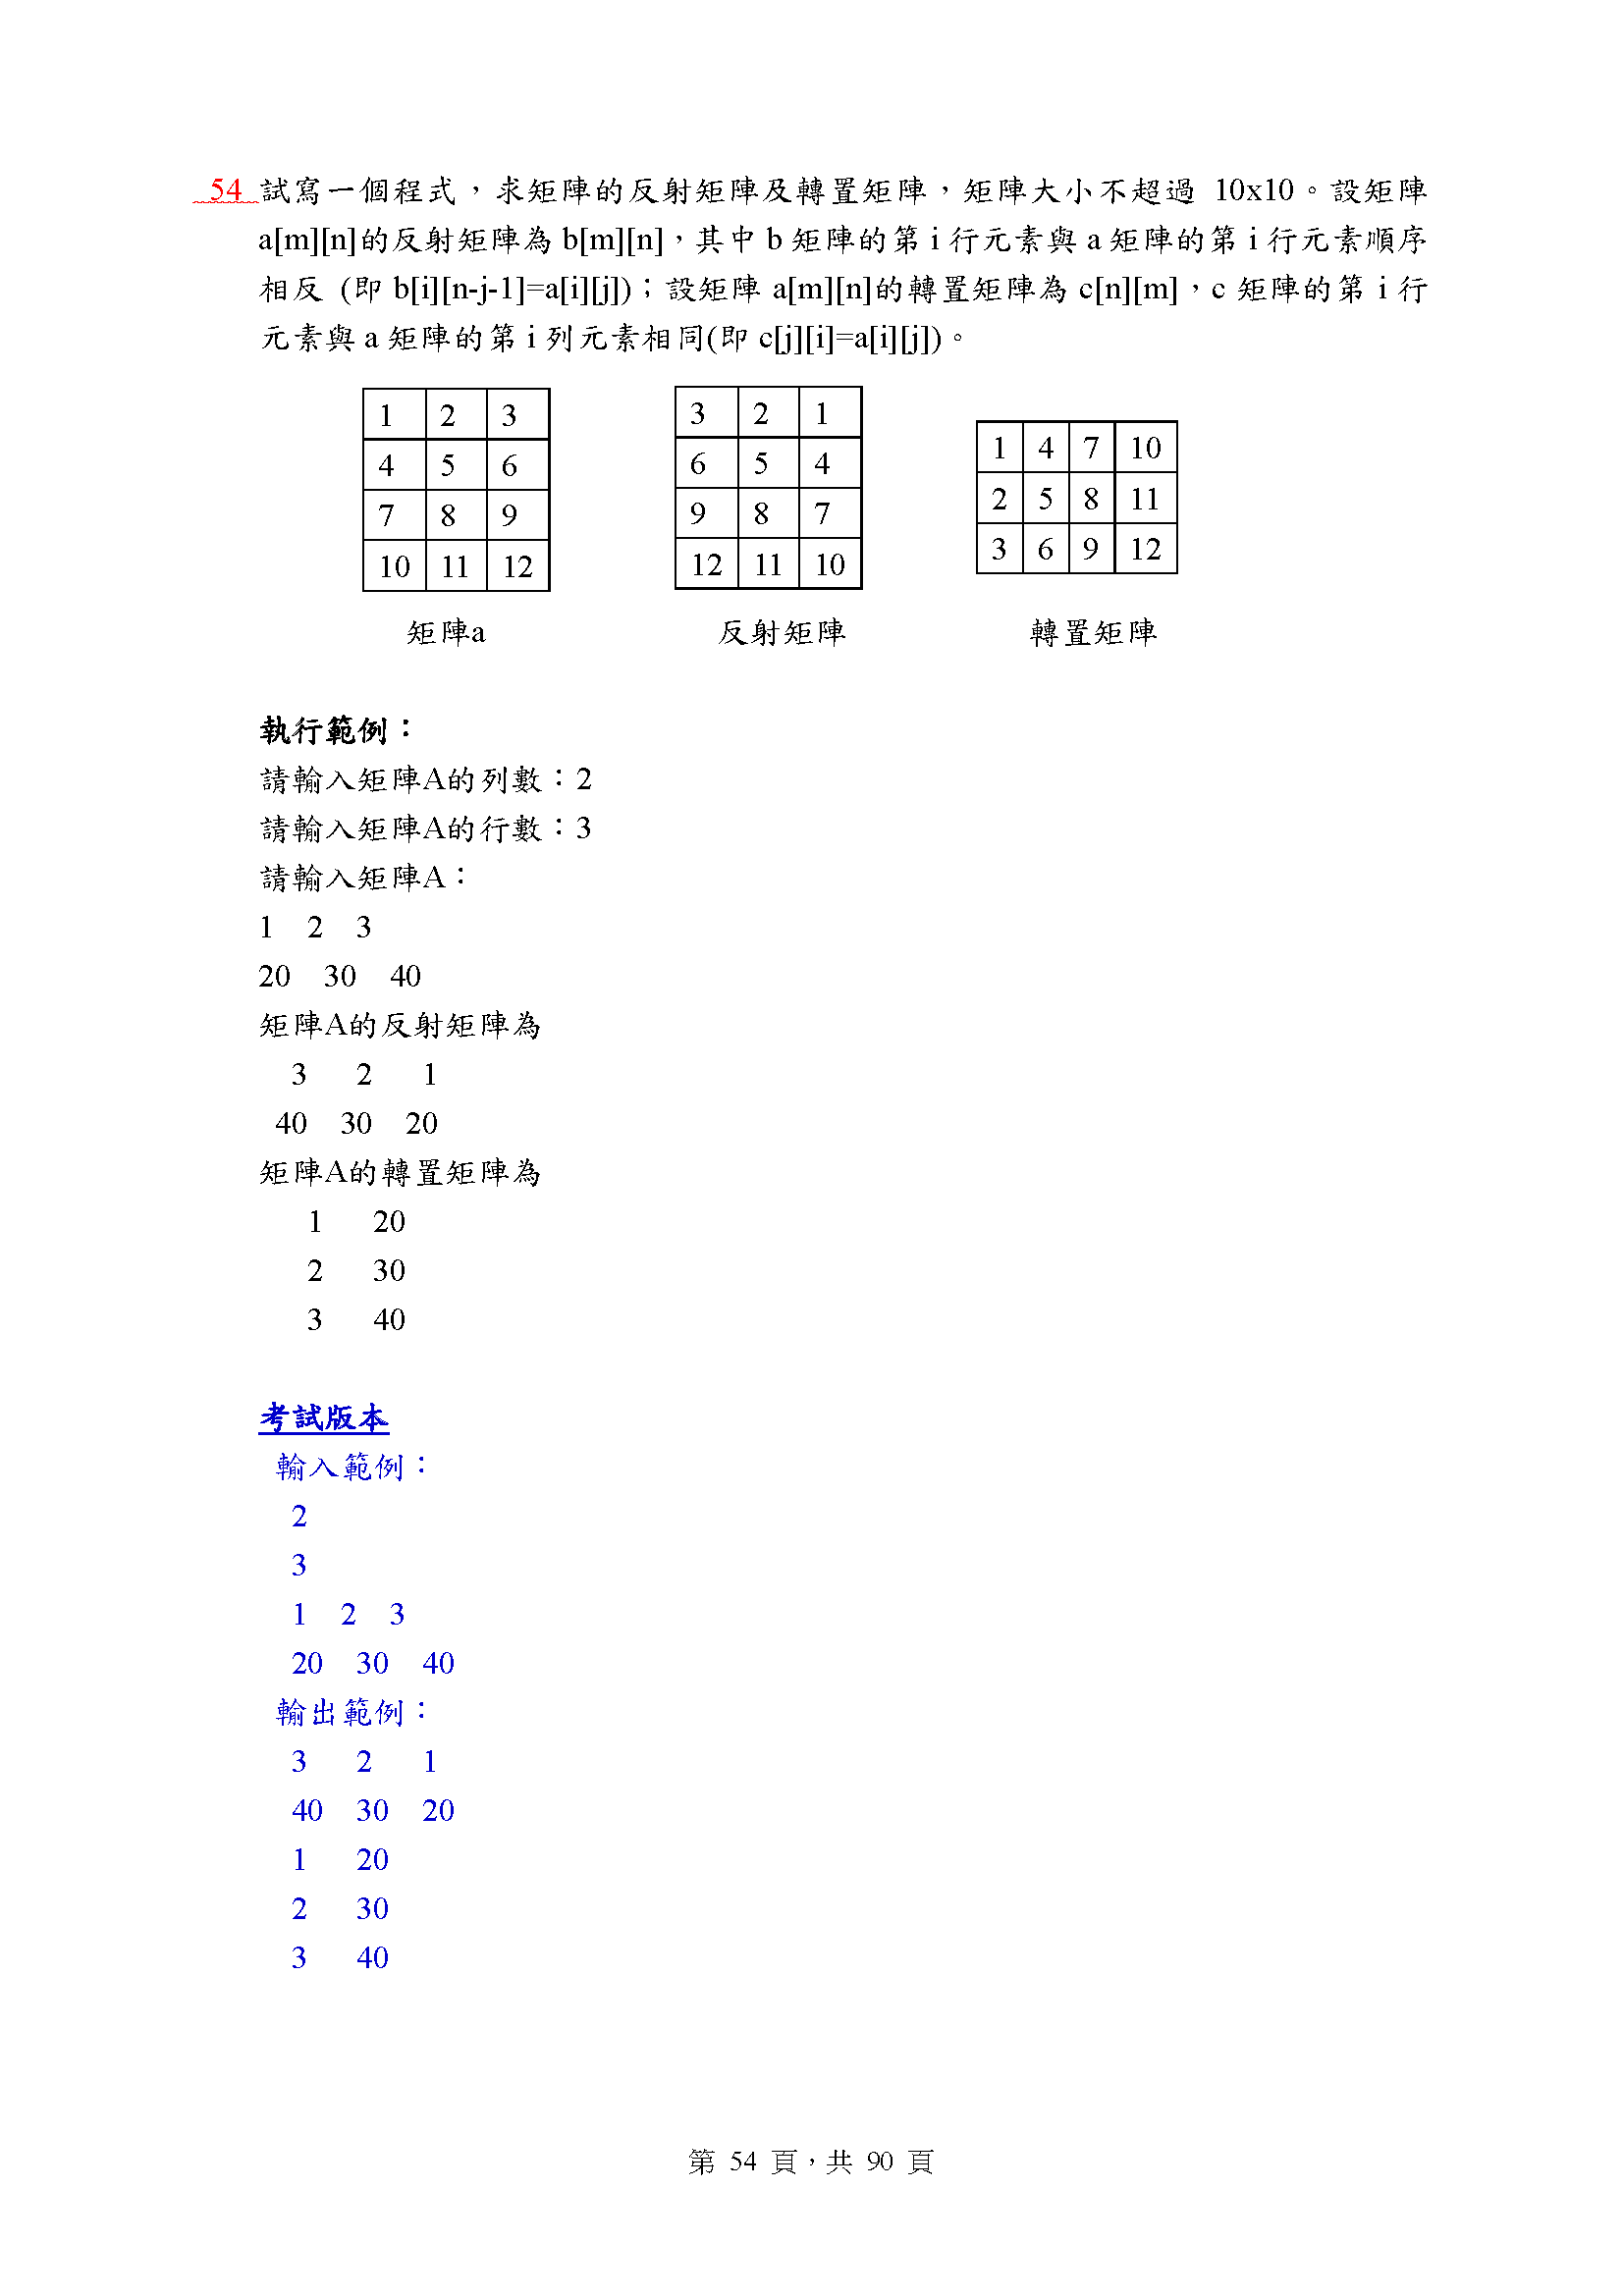 54 試寫一個程式，求矩陣的反射矩陣及轉置矩陣，矩陣大小不超過 10x10。設矩陣
a[m][n]的反射矩陣為 b[m][n]，其中 b 矩陣的第 i 行元素與 a 矩陣的第 i 行元素順序
相反 (即 b[i][n-j-1]=a[i][j])；設矩陣 a[m][n]的轉置矩陣為 c[n][m]，c 矩陣的第 i 行
元素與 a 矩陣的第 i 列元素相同(即 c[j][i]=a[i][j])。
1 2 3
4 5 6
7 8 9
10 11 12
矩陣a
3 2 1
6 5 4
9 8 7
12 11 10
反射矩陣
1 4 7 10
2 5 8 11
3 6 9 12
轉置矩陣
執行範例：
請輸入矩陣A的列數：2
請輸入矩陣A的行數：3
請輸入矩陣A：
1 2 3
20 30 40
矩陣A的反射矩陣為
3 2 1
40 30 20
矩陣A的轉置矩陣為
1 20
2 30
3 40
考試版本
輸入範例：
2
3
1 2 3
20 30 40
輸出範例：
3 2 1
40 30 20
1 20
2 30
3 40
第 54 頁，共 90 頁